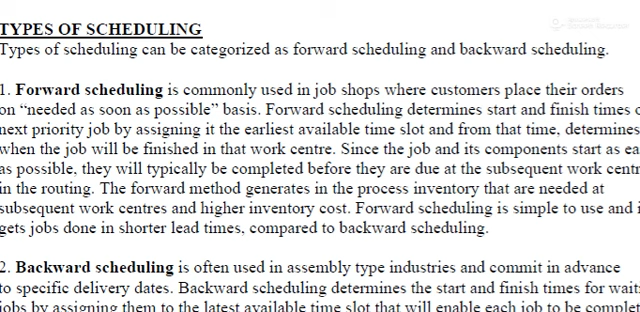 TYPES OF SCHEDULING
Types of scheduling can be categorized as forward scheduling and backward scheduling.
1. Forward scheduling is commonly used in job shops where customers place their orders
on “needed as soon as possible” basis. Forward scheduling determines start and finish times
next priority job by assigning it the earliest available time slot and from that time, determines
when the job will be finished in that work centre. Since the job and its components start as
as possible, they will typically be completed before they are due at the subsequent work
in the routing. The forward method generates in the process inventory that are needed at
subsequent work centres and higher inventory cost. Forward scheduling is simple to use and
gets jobs done in shorter lead times, compared to backward scheduling.
2. Backward scheduling is often used in assembly type industries and commit in advance
to specific delivery dates. Backward scheduling determines the start and finish times for
jobs by assigning them to the latest available time slot that will enable each job to be